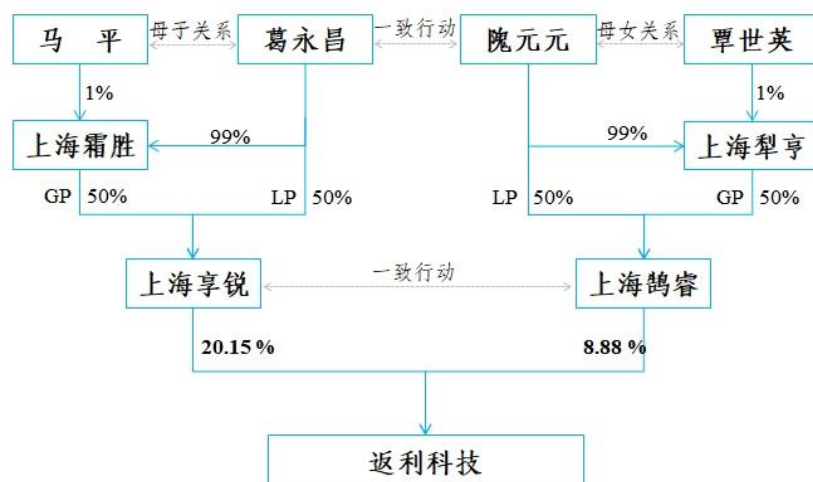 马 平 母子关系 葛永昌 一致行动 隗元元 母女关系 覃世英
1% 1%
上海霜胜 99% 99% 上海犁亨
GP 50% LP 50% LP 50% GP 50%
上海享锐 一致行动 上海鹄睿
20.15 % 8.88 %
返利科技